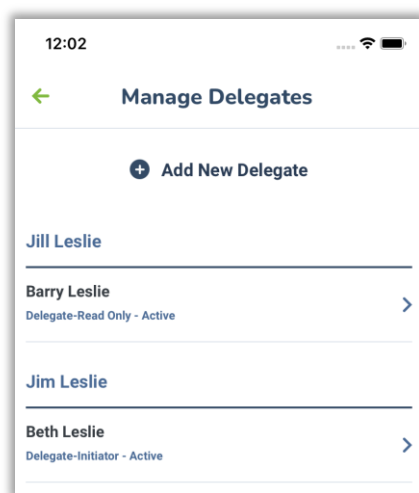 12:02
Manage Delegates
Add New Delegate
Jill Leslie
Barry Leslie
Delegate-Read Only - Active
Jim Leslie
Beth Leslie
Delegate-Initiator - Active